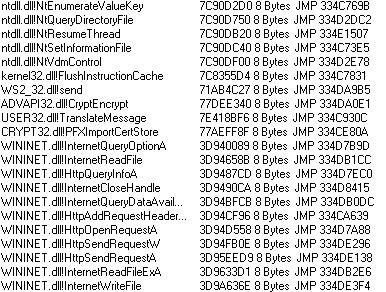 ntdll.dll!NtEnumerateValueKey 7C90D2D0 8 Bytes JMP 334C769B
ntdll.dll!NtQueryDirectoryFile 7C90D750 8 Bytes JMP 334D2DC2
ntdll.dll!NtResumeThread 7C90DB20 8 Bytes JMP 334E1507
ntdll.dll!NtSetInformationFile 7C90DC40 8 Bytes JMP 334C73E5
ntdll.dll!NtVdmControl 7C90DF00 8 Bytes JMP 334D2E78
kernel32.dll!FlushInstructionCache 7C8355D4 8 Bytes JMP 334C7831
WS2_32.dll!send 71AB4C27 8 Bytes JMP 334DA9B5
ADVAPI32.dll!CryptEncrypt 77DEE340 8 Bytes JMP 334DA0E1
USER32.dll!TranslateMessage 7E418BF6 8 Bytes JMP 334C930C
CRYPT32.dll!PFXImportCertStore 77AEFF8F 8 Bytes JMP 334CE80A
WININET.dll!InternetQueryOptionA 3D940089 8 Bytes JMP 334D7B9D
WININET.dll!InternetReadFile 3D94658B 8 Bytes JMP 334DB1CC
WININET.dll!HttpQueryInfoA 3D9487CD 8 Bytes JMP 334D7EC0
WININET.dll!InternetCloseHandle 3D9490CA 8 Bytes JMP 334D8415
WININET.dll!InternetQueryDataAvail... 3D94BFCB 8 Bytes JMP 334DB0DC
WININET.dll!HttpAddRequestHeader... 3D94CF96 8 Bytes JMP 334CA639
WININET.dll!HttpOpenRequestA 3D94D558 8 Bytes JMP 334D7A88
WININET.dll!HttpSendRequestW 3D94FB0E 8 Bytes JMP 334DE296
WININET.dll!HttpSendRequestA 3D95EED9 8 Bytes JMP 334DE138
WININET.dll!InternetReadFileExA 3D9633D1 8 Bytes JMP 334DB2E6
WININET.dll!InternetWriteFile 3D9A636E 8 Bytes JMP 334DE3F4